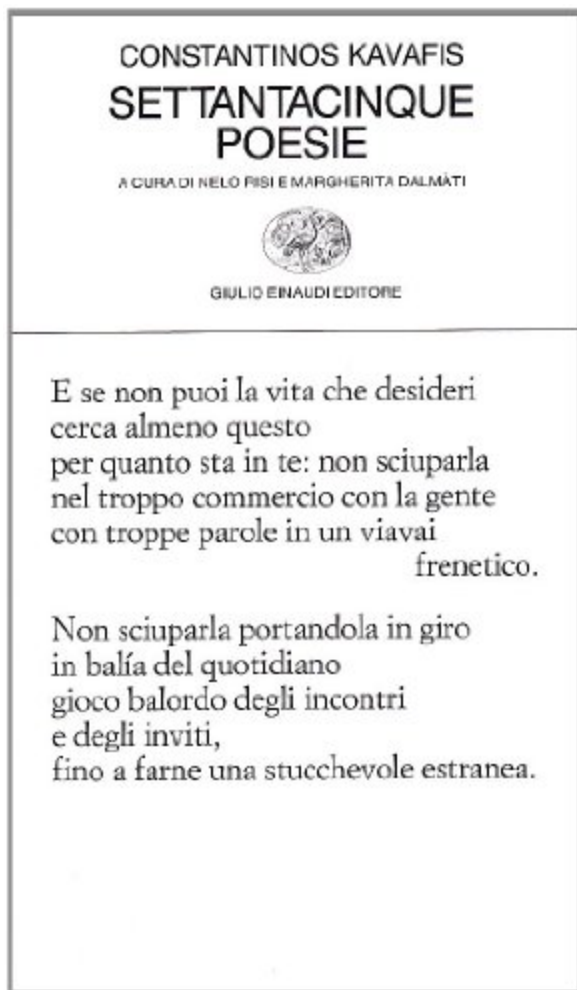 CONSTANTINOS KAVAFIS
SETTANTACINQUE
POESIE
A CURA DI NELO RISI E MARGHERITA DALMÀTI
GIULIO EINAUDI EDITORE
E se non puoi la vita che desideri
cerca almeno questo
per quanto sta in te: non sciuparla
nel troppo commercio con la gente
con troppe parole in un viavai
frenetico.
Non sciuparla portandola in giro
in balía del quotidiano
gioco balordo degli incontri
e degli inviti,
fino a farne una stucchevole estranea.